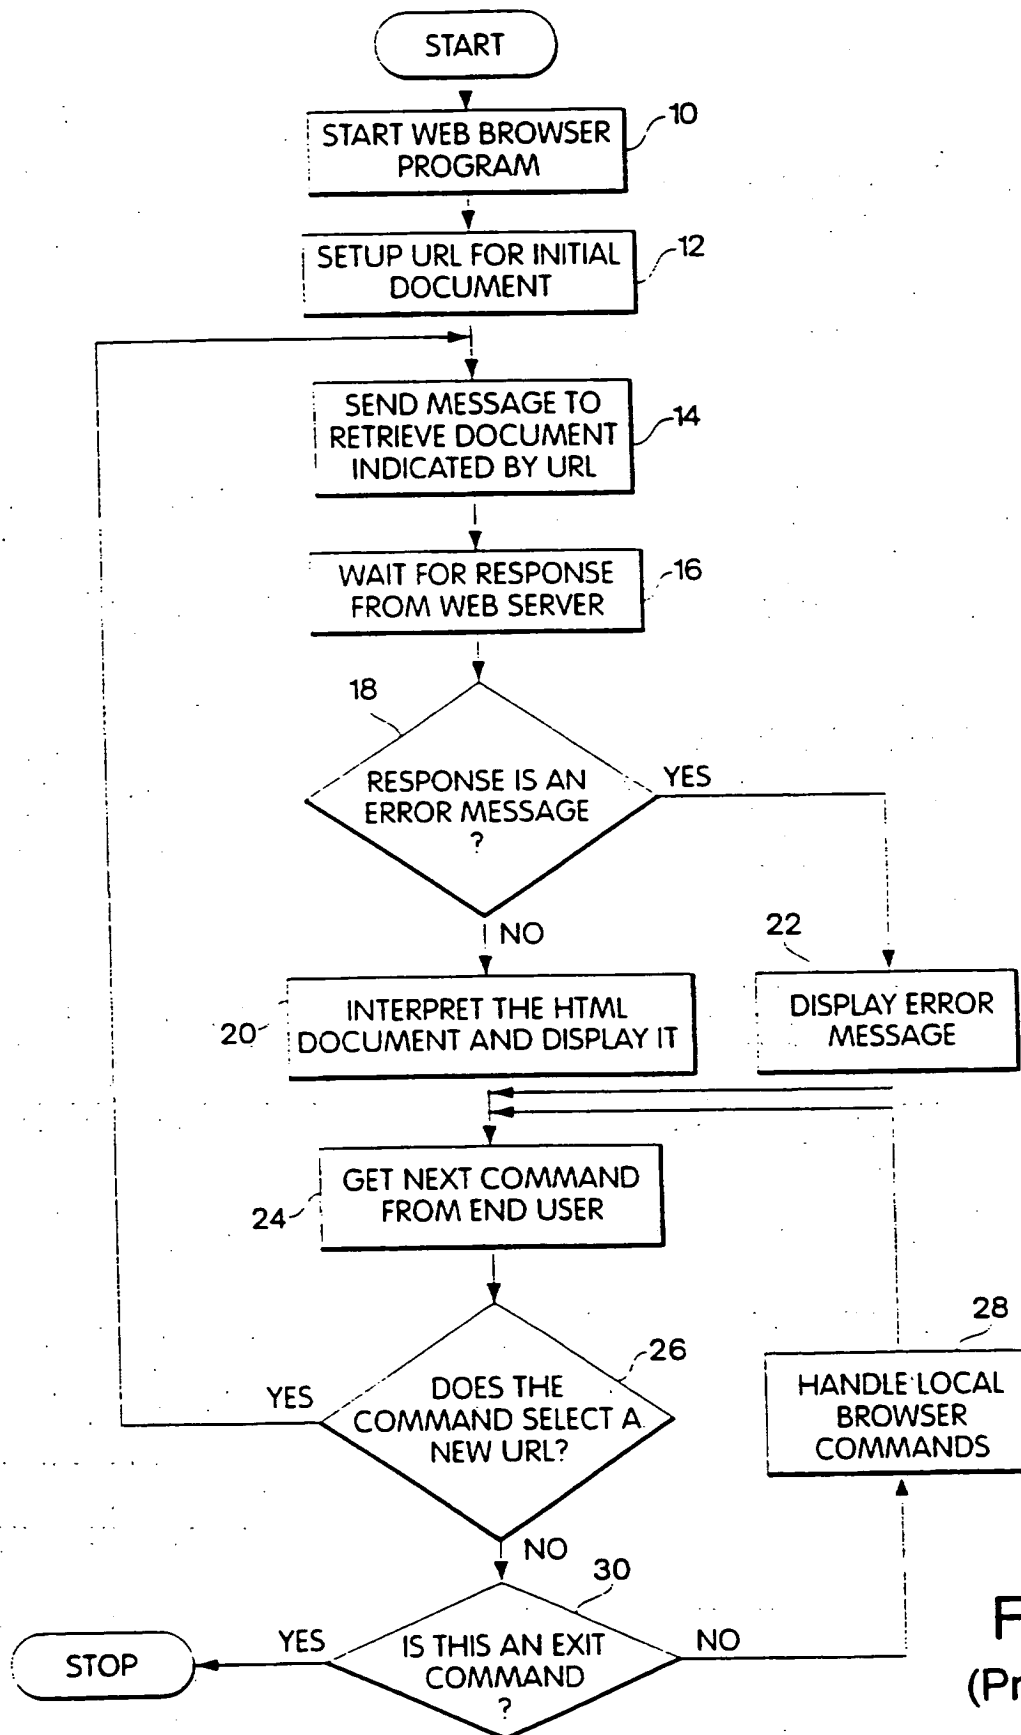 START
START WEB BROWSER
PROGRAM
10
SETUP URL FOR INITIAL
DOCUMENT
12
SEND MESSAGE TO
RETRIEVE DOCUMENT
INDICATED BY URL
14
WAIT FOR RESPONSE
FROM WEB SERVER
16
18
RESPONSE IS AN
ERROR MESSAGE
?
YES
NO
22
20
INTERPRET THE HTML
DOCUMENT AND DISPLAY IT
DISPLAY ERROR
MESSAGE
24
GET NEXT COMMAND
FROM END USER
26
28
YES
DOES THE
COMMAND SELECT A
NEW URL?
HANDLE LOCAL
BROWSER
COMMANDS
NO
30
STOP
YES
IS THIS AN EXIT
COMMAND
?
NO
F
(Pr